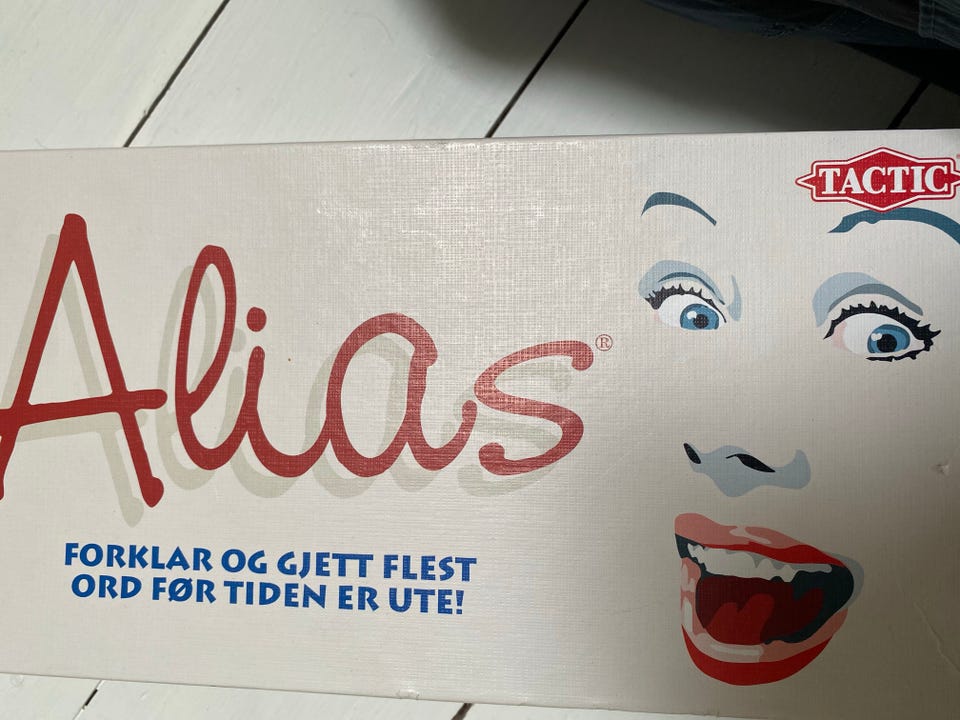 TACTIC
Alias®
FORKLAR OG GJETT FLEST
ORD FØR TIDEN ER UTE!